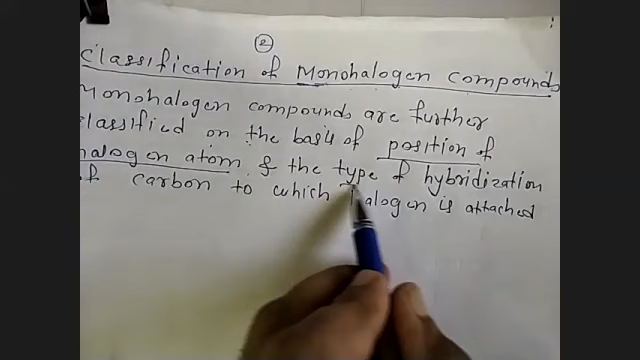 2
Classification of Monohalogen Compounds
Monohalogen compounds are further
classified on the basis of position of
halogen atom & the type of hybridization
of carbon to which halogen is attached